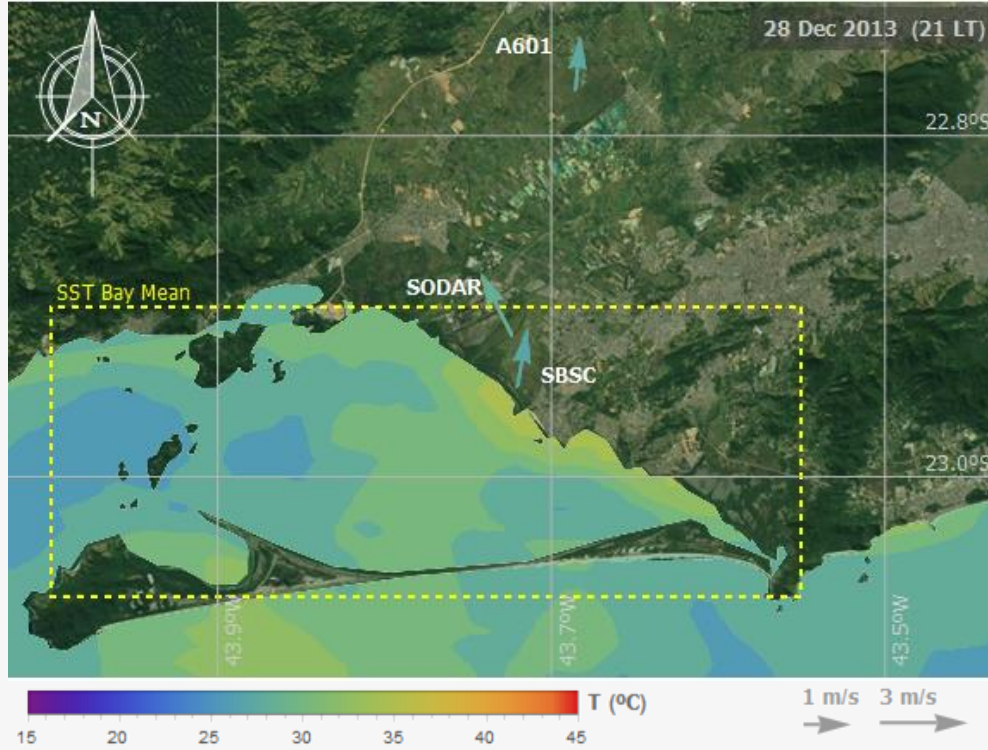 28 Dec 2013 (21 LT)
A601
N
22.8ºS
SST Bay Mean
SODAR
SBSC
23.0ºS
43.9ºW
43.7ºW
43.5ºW
T (ºC)
1 m/s 3 m/s
15 20 25 30 35 40 45